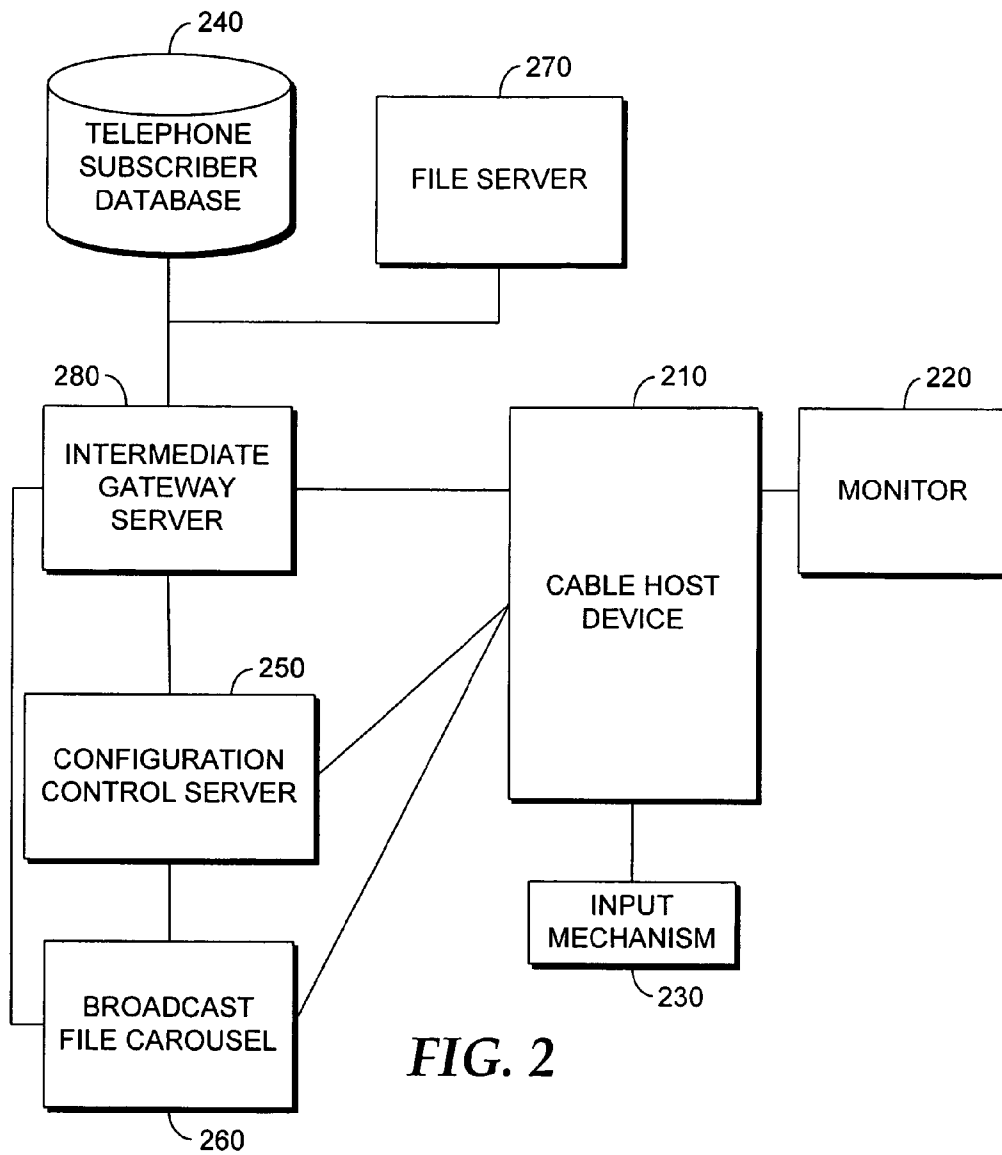 240
TELEPHONE
SUBSCRIBER
DATABASE
270
FILE SERVER
280
INTERMEDIATE
GATEWAY
SERVER
210
CABLE HOST
DEVICE
220
MONITOR
250
CONFIGURATION
CONTROL SERVER
INPUT
MECHANISM
230
BROADCAST
FILE CAROUSEL
260
FIG. 2